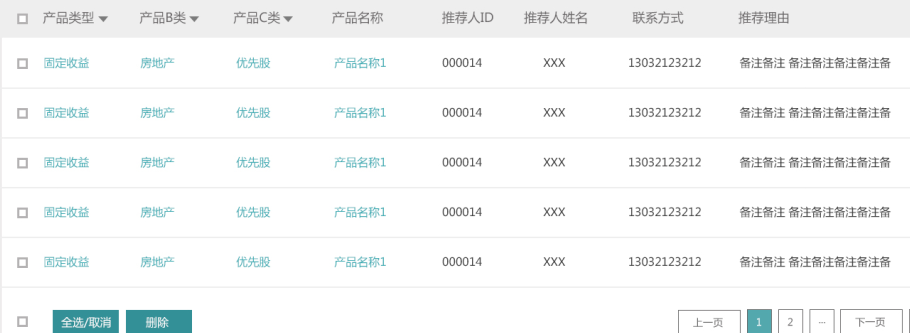 产品类型 产品B类 产品C类 产品名称 推荐人ID 推荐人姓名 联系方式 推荐理由
固定收益 房地产 优先股 产品名称1 000014 XXX 13032123212 备注备注 备注备注备注备注备
固定收益 房地产 优先股 产品名称1 000014 XXX 13032123212 备注备注 备注备注备注备注备
固定收益 房地产 优先股 产品名称1 000014 XXX 13032123212 备注备注 备注备注备注备注备
固定收益 房地产 优先股 产品名称1 000014 XXX 13032123212 备注备注 备注备注备注备注备
固定收益 房地产 优先股 产品名称1 000014 XXX 13032123212 备注备注 备注备注备注备注备
全选/取消 删除 上一页 1 2 ... 下一页